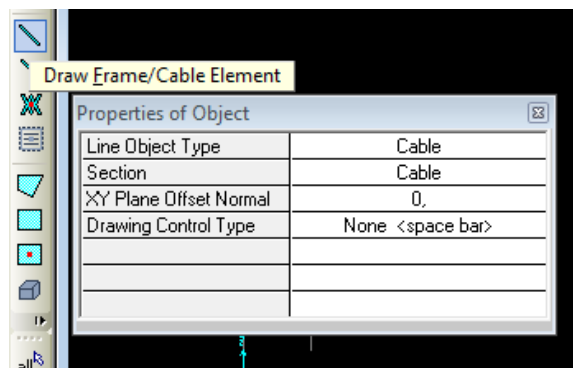 Draw Frame/Cable Element
Properties of Object
Line Object Type Cable
Section Cable
XY Plane Offset Normal 0,
Drawing Control Type None <space bar>
all